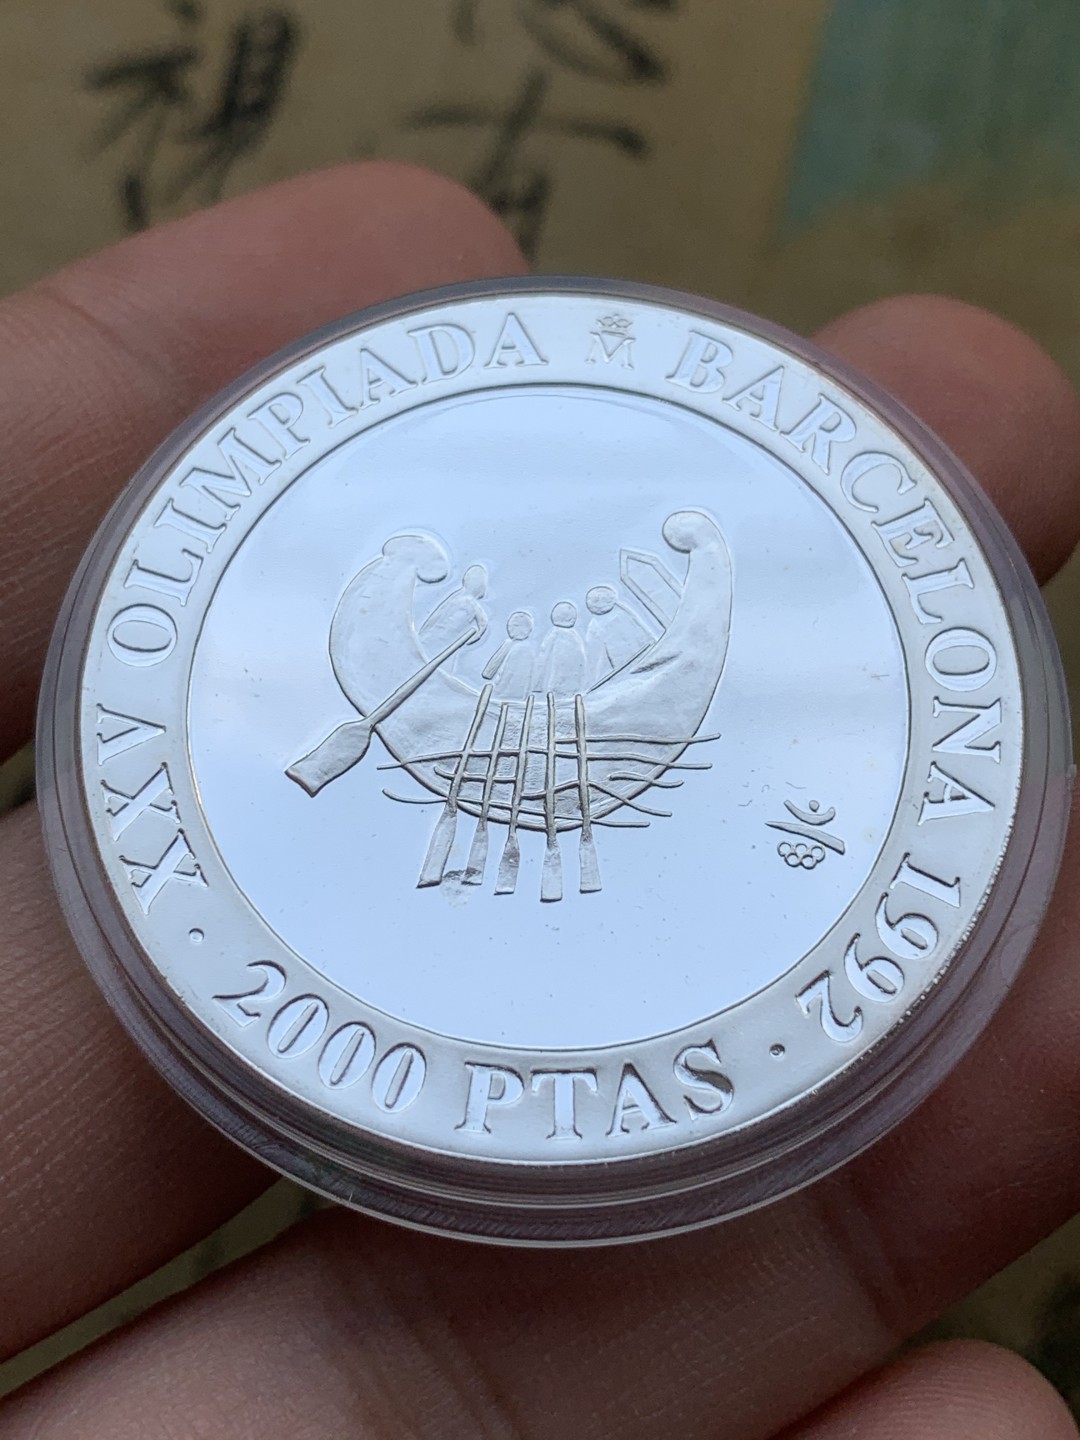 XXV OLIMPIADA M BARCELONA 1992
· 2000 PTAS ·